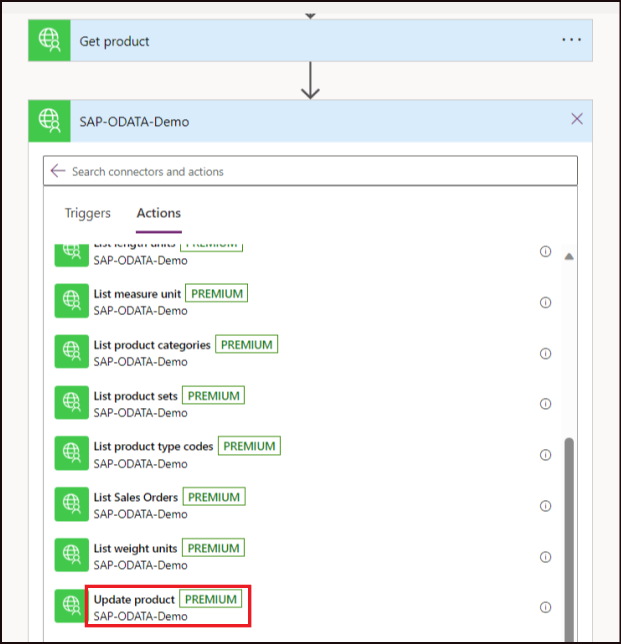 Get product
SAP-ODATA-Demo
Search connectors and actions
Triggers Actions
List length units PREMIUM
SAP-ODATA-Demo
List measure unit PREMIUM
SAP-ODATA-Demo
List product categories PREMIUM
SAP-ODATA-Demo
List product sets PREMIUM
SAP-ODATA-Demo
List product type codes PREMIUM
SAP-ODATA-Demo
List Sales Orders PREMIUM
SAP-ODATA-Demo
List weight units PREMIUM
SAP-ODATA-Demo
Update product PREMIUM
SAP-ODATA-Demo